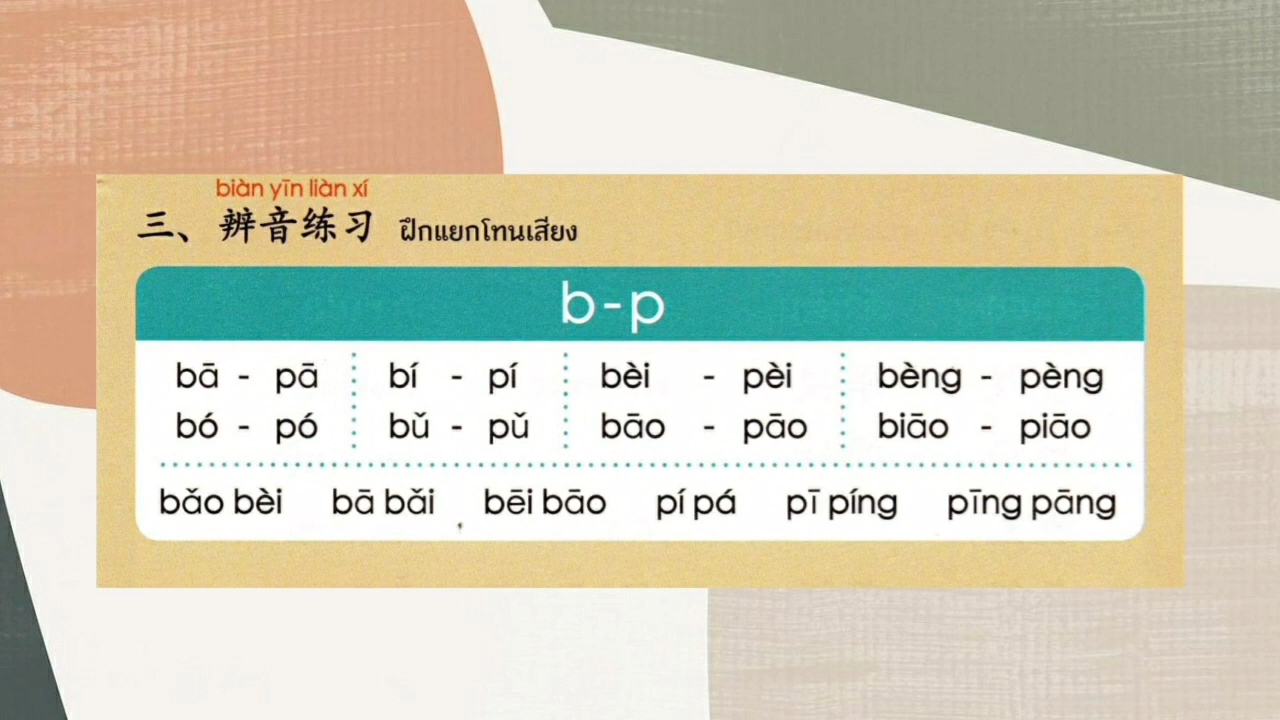 biàn yīn liàn xí
三、辨音练习 ฝึกแยกโทนเสียง
b-p
bā - pā bí - pí bèi - pèi bèng - pèng
bó - pó bǔ - pǔ bāo - pāo biāo - piāo
bǎo bèi bā bǎi bēi bāo pí pá pī píng pīng pāng